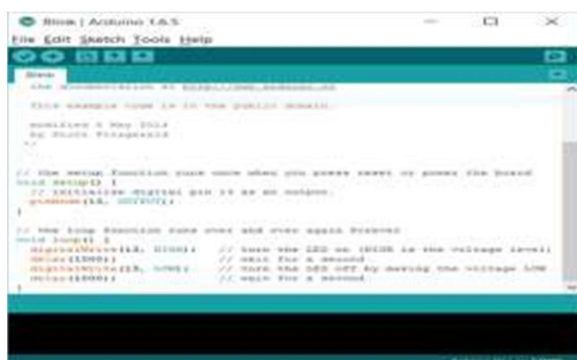 Blink | Arduino 1.6.5
File Edit Sketch Tools Help
Blink
the documentation at
This example code is in the public domain.
modified 8 May 2014
by Scott Fitzgerald
*/
// the setup function runs once when you press reset or power the board
void setup() {
// initialize digital pin 13 as an output.
pinMode(13, OUTPUT);
}
// the loop function runs over and over again forever
void loop() {
digitalWrite(13, HIGH); // turn the LED on (HIGH is the voltage level)
delay(1000); // wait for a second
digitalWrite(13, LOW); // turn the LED off by making the voltage LOW
delay(1000); // wait for a second
}